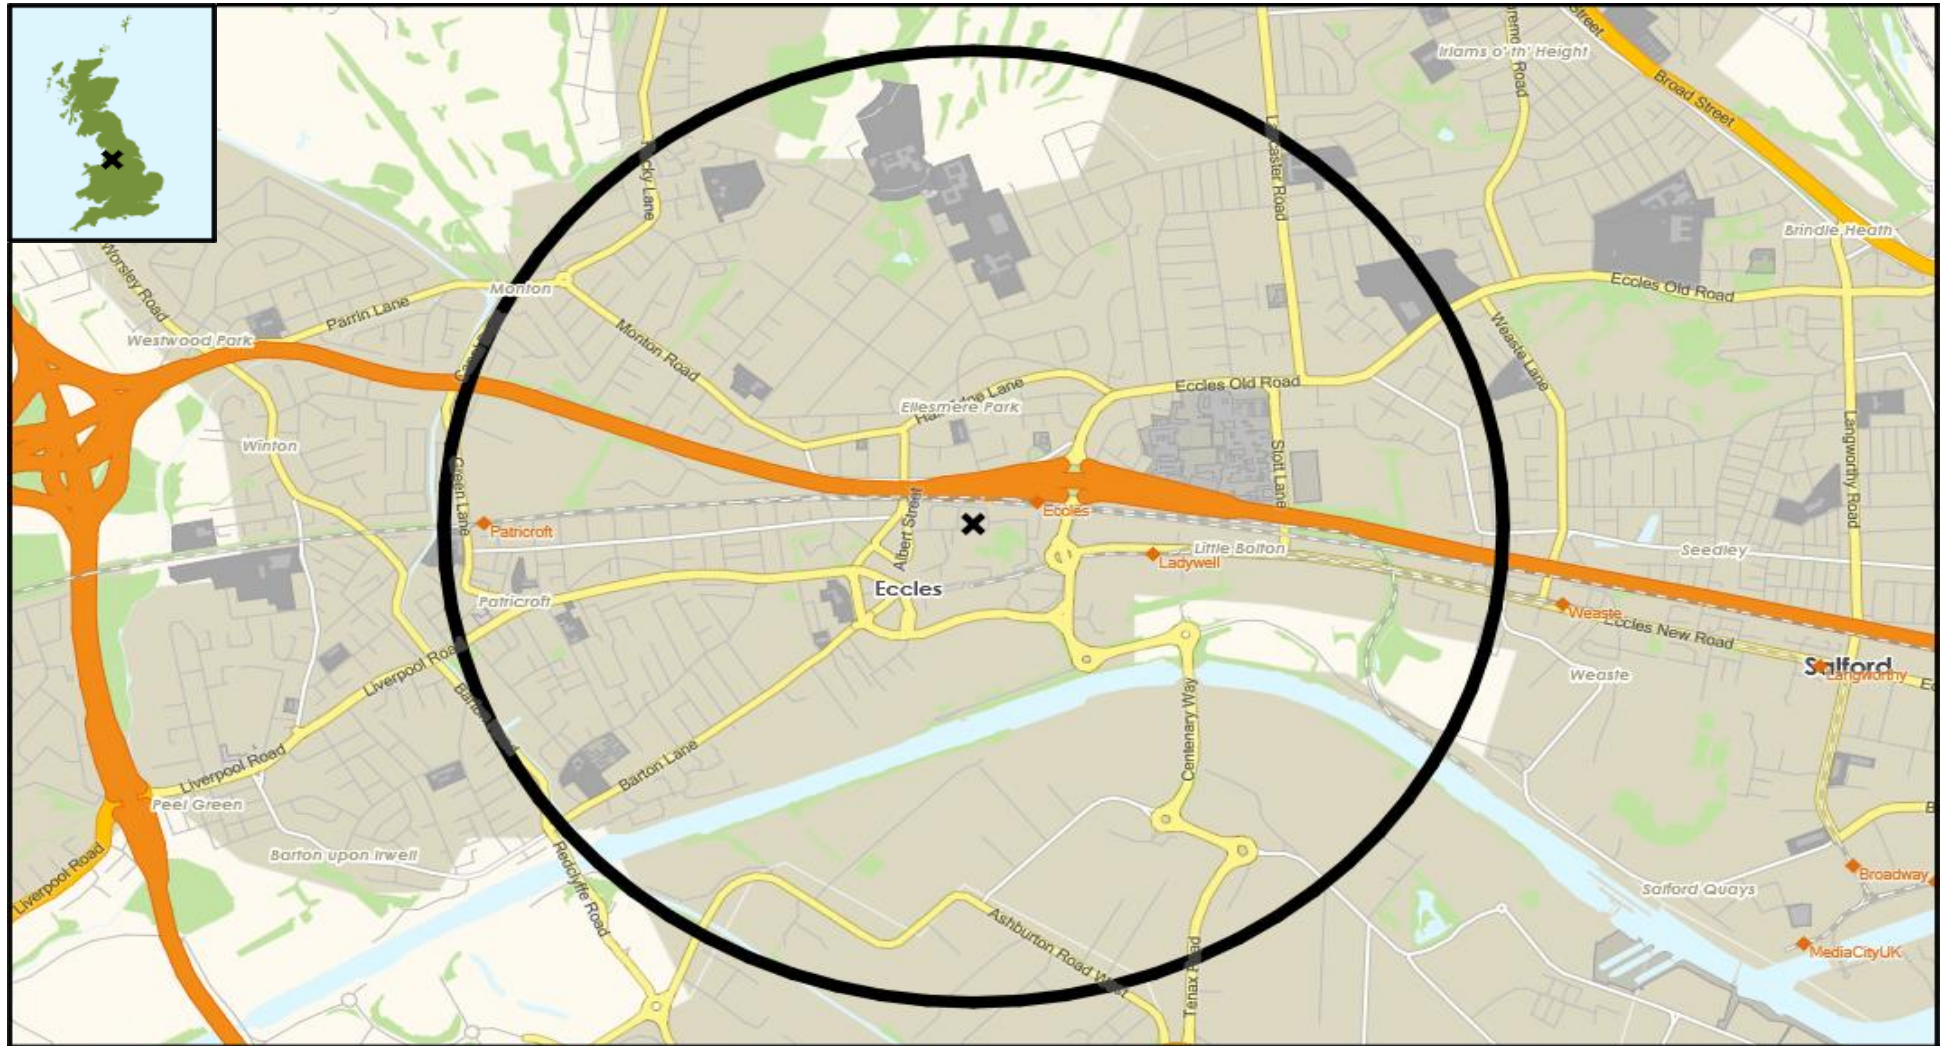 Street
Irlams o' th' Height
Broad Street
Brindle Heath
Lancaster Road
Rocky Lane
Worsley Road
Monton
Parrin Lane
Westwood Park
Eccles Old Road
Monton Road
Weaste Lane
Eccles Old Road
Ellesmere Park
Winton
Langworthy Road
Green Lane
Stott Lane
Albert Street
Eccles
Patricroft
Little Bolton
Seedley
Ladywell
Eccles
Patricroft
Weaste
Eccles New Road
Liverpool Road
Weaste
Salford
Langworthy
Centenary Way
Barton Lane
Liverpool Road
Peel Green
Barton upon Irwell
Liverpool Road
Redclyffe Road
Broadway
Salford Quays
Ashburton Road West
MediaCityUK
Tenax Road